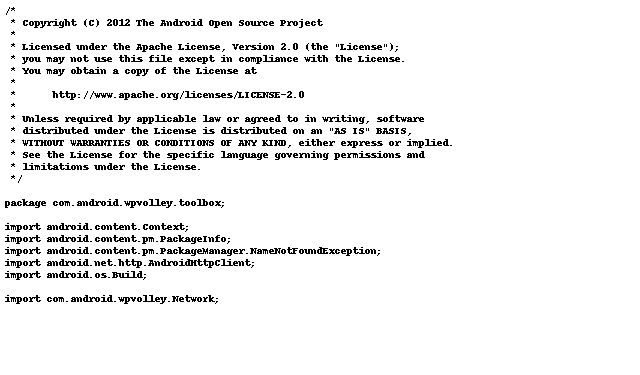 /*
 * Copyright (C) 2012 The Android Open Source Project
 *
 * Licensed under the Apache License, Version 2.0 (the "License");
 * you may not use this file except in compliance with the License.
 * You may obtain a copy of the License at
 *
 *      http://www.apache.org/licenses/LICENSE-2.0
 *
 * Unless required by applicable law or agreed to in writing, software
 * distributed under the License is distributed on an "AS IS" BASIS,
 * WITHOUT WARRANTIES OR CONDITIONS OF ANY KIND, either express or implied.
 * See the License for the specific language governing permissions and
 * limitations under the License.
 */

package com.android.wpvolley.toolbox;

import android.content.Context;
import android.content.pm.PackageInfo;
import android.content.pm.PackageManager.NameNotFoundException;
import android.net.http.AndroidHttpClient;
import android.os.Build;

import com.android.wpvolley.Network;